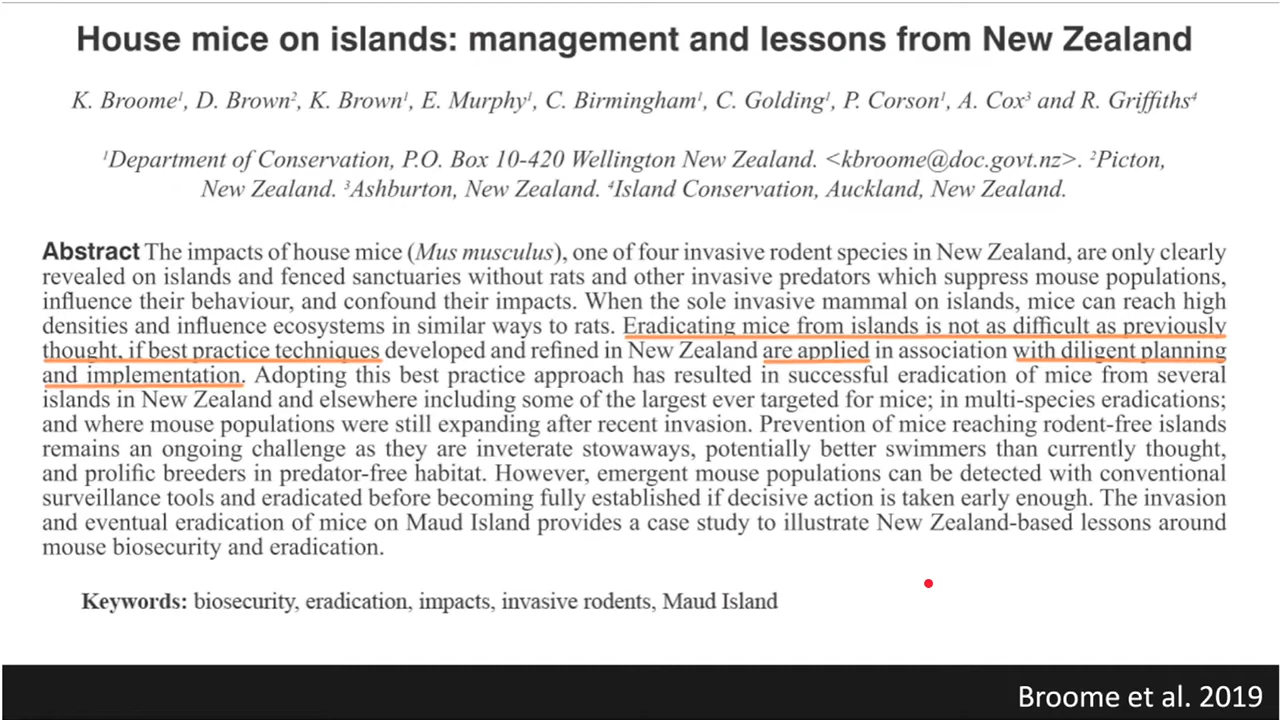 House mice on islands: management and lessons from New Zealand
K. Broome¹, D. Brown², K. Brown¹, E. Murphy¹, C. Birmingham¹, C. Golding¹, P. Corson¹, A. Cox³ and R. Griffiths⁴
¹Department of Conservation, P.O. Box 10-420 Wellington New Zealand. <kbroome@doc.govt.nz>. ²Picton,
New Zealand. ³Ashburton, New Zealand. ⁴Island Conservation, Auckland, New Zealand.
Abstract The impacts of house mice (Mus musculus), one of four invasive rodent species in New Zealand, are only clearly
revealed on islands and fenced sanctuaries without rats and other invasive predators which suppress mouse populations,
influence their behaviour, and confound their impacts. When the sole invasive mammal on islands, mice can reach high
densities and influence ecosystems in similar ways to rats. Eradicating mice from islands is not as difficult as previously
thought, if best practice techniques developed and refined in New Zealand are applied in association with diligent planning
and implementation. Adopting this best practice approach has resulted in successful eradication of mice from several
islands in New Zealand and elsewhere including some of the largest ever targeted for mice; in multi-species eradications;
and where mouse populations were still expanding after recent invasion. Prevention of mice reaching rodent-free islands
remains an ongoing challenge as they are inveterate stowaways, potentially better swimmers than currently thought,
and prolific breeders in predator-free habitat. However, emergent mouse populations can be detected with conventional
surveillance tools and eradicated before becoming fully established if decisive action is taken early enough. The invasion
and eventual eradication of mice on Maud Island provides a case study to illustrate New Zealand-based lessons around
mouse biosecurity and eradication.
Keywords: biosecurity, eradication, impacts, invasive rodents, Maud Island
Broome et al. 2019